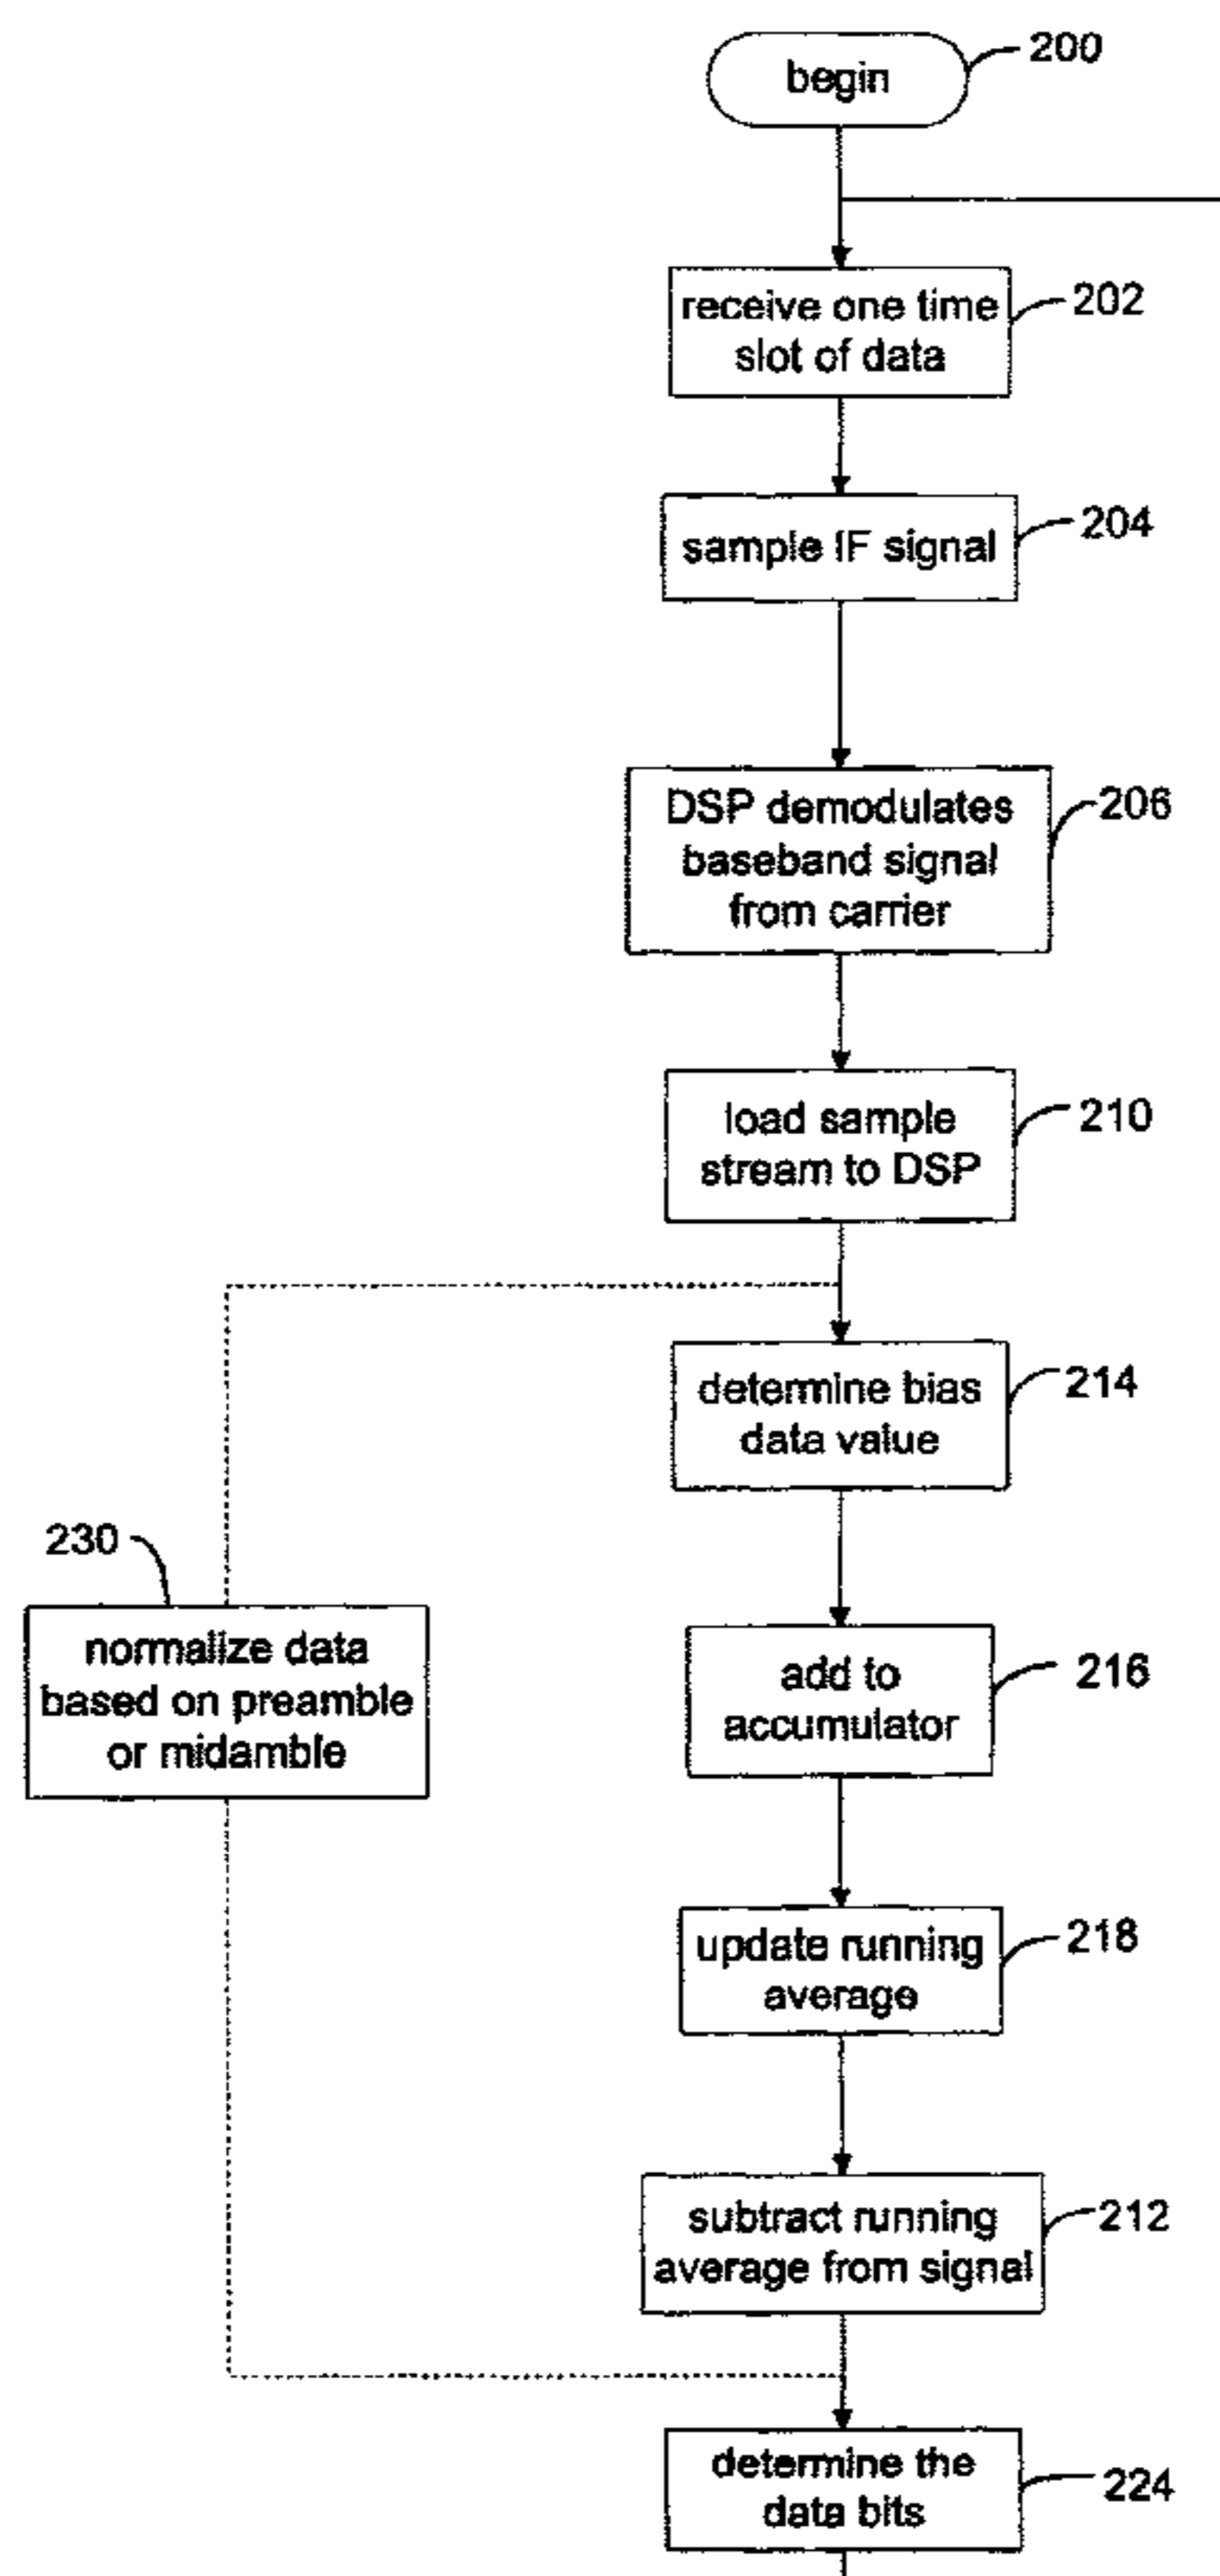 begin
200
receive one time
slot of data
202
sample IF signal
204
DSP demodulates
baseband signal
from carrier
206
load sample
stream to DSP
210
determine bias
data value
214
230
normalize data
based on preamble
or midamble
add to
accumulator
216
update running
average
218
subtract running
average from signal
212
determine the
data bits
224